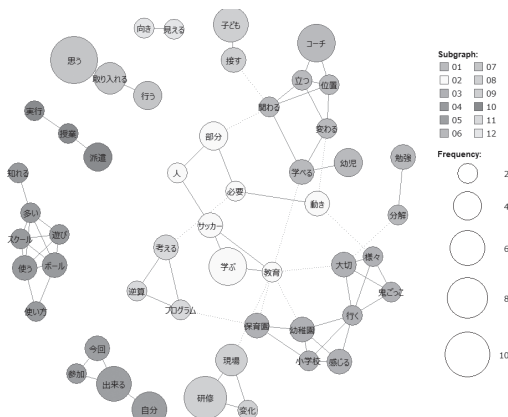 向き
見える
子ども
接す
コーチ
思う
取り入れる
行う
立つ
位置
関わる
変わる
実行
授業
派遣
部分
人
必要
学べる
幼児
勉強
動き
分解
知れる
多い
スクール
遊び
使う
ボール
使い方
サッカー
考える
学ぶ
教育
逆算
プログラム
大切
様々
鬼ごっこ
行く
保育園
幼稚園
小学校
感じる
今回
参加
出来る
自分
現場
研修
変化
Subgraph:
01 07
02 08
03 09
04 10
05 11
06 12
Frequency:
2
4
6
8
10